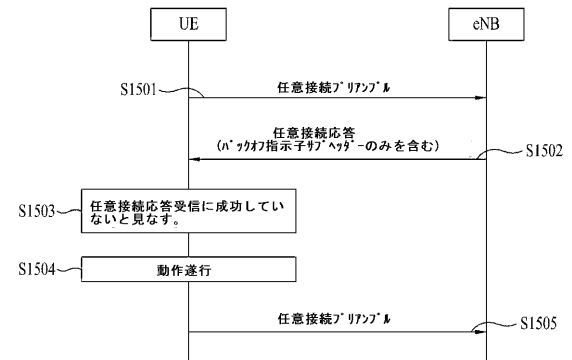 UE
eNB
S1501
任意接続ﾌﾟﾘｱﾝﾌﾞﾙ
任意接続応答
(ﾊﾞｯｸｵﾌ指示子ｻﾌﾞﾍｯﾀﾞｰのみを含む)
S1502
S1503
任意接続応答受信に成功してい
ないと見なす。
S1504
動作遂行
任意接続ﾌﾟﾘｱﾝﾌﾞﾙ
S1505